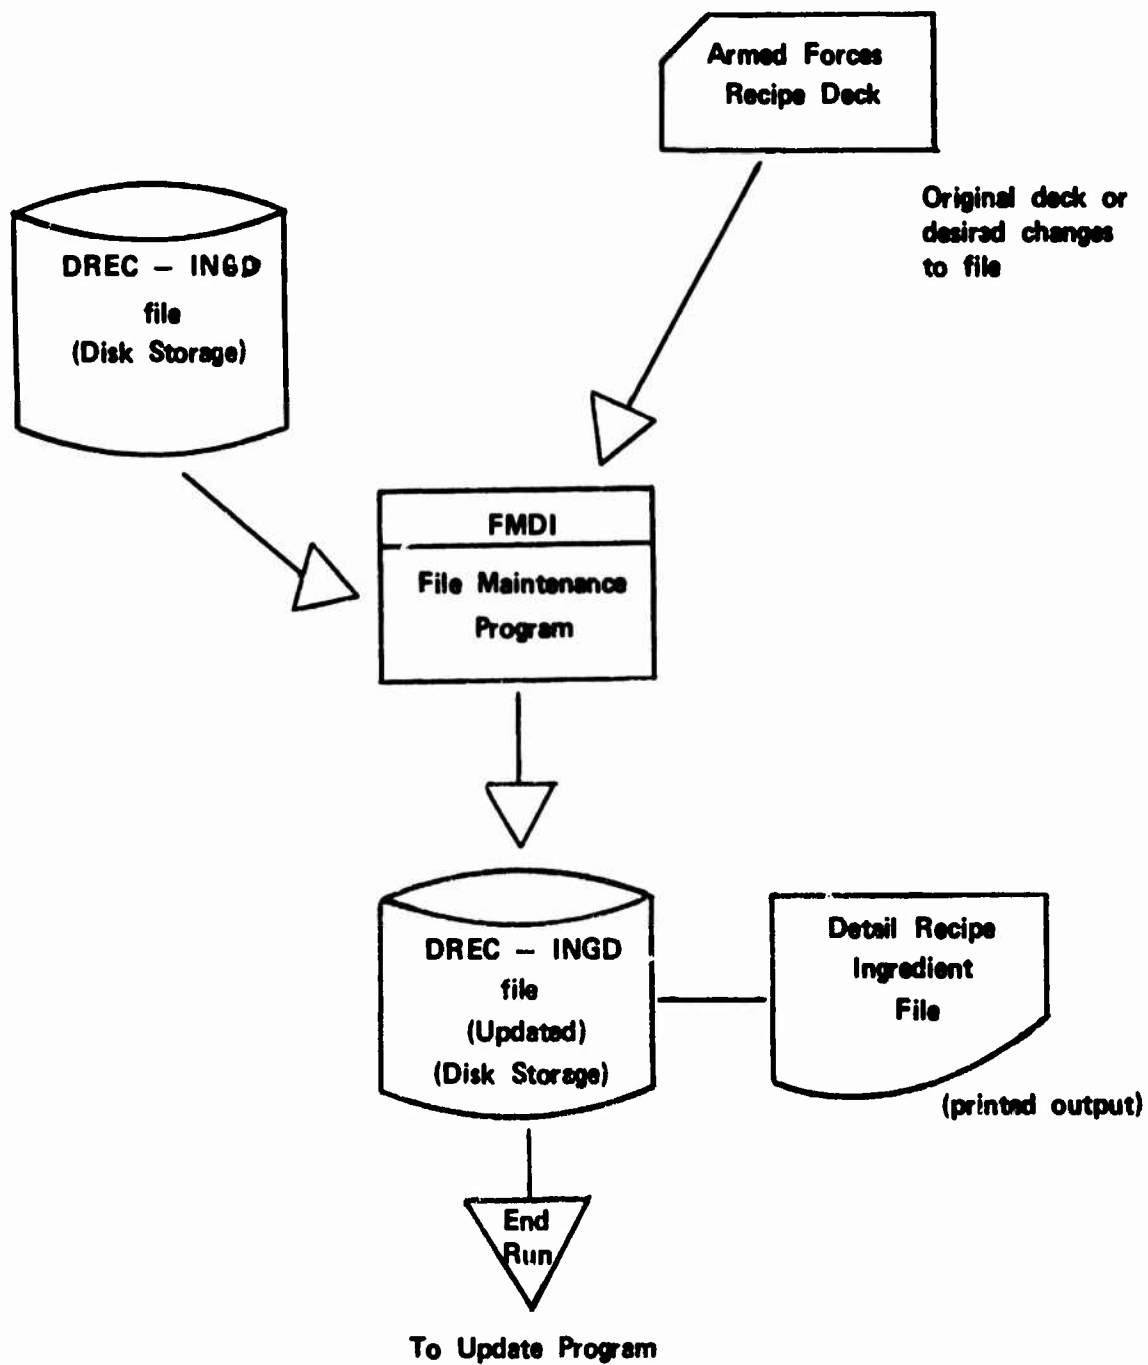 Armed Forces
Recipe Deck
Original deck or
desired changes
to file
DREC – INGD
file
(Disk Storage)
FMDI
File Maintenance
Program
DREC – INGD
file
(Updated)
(Disk Storage)
Detail Recipe
Ingredient
File
(printed output)
End
Run
To Update Program